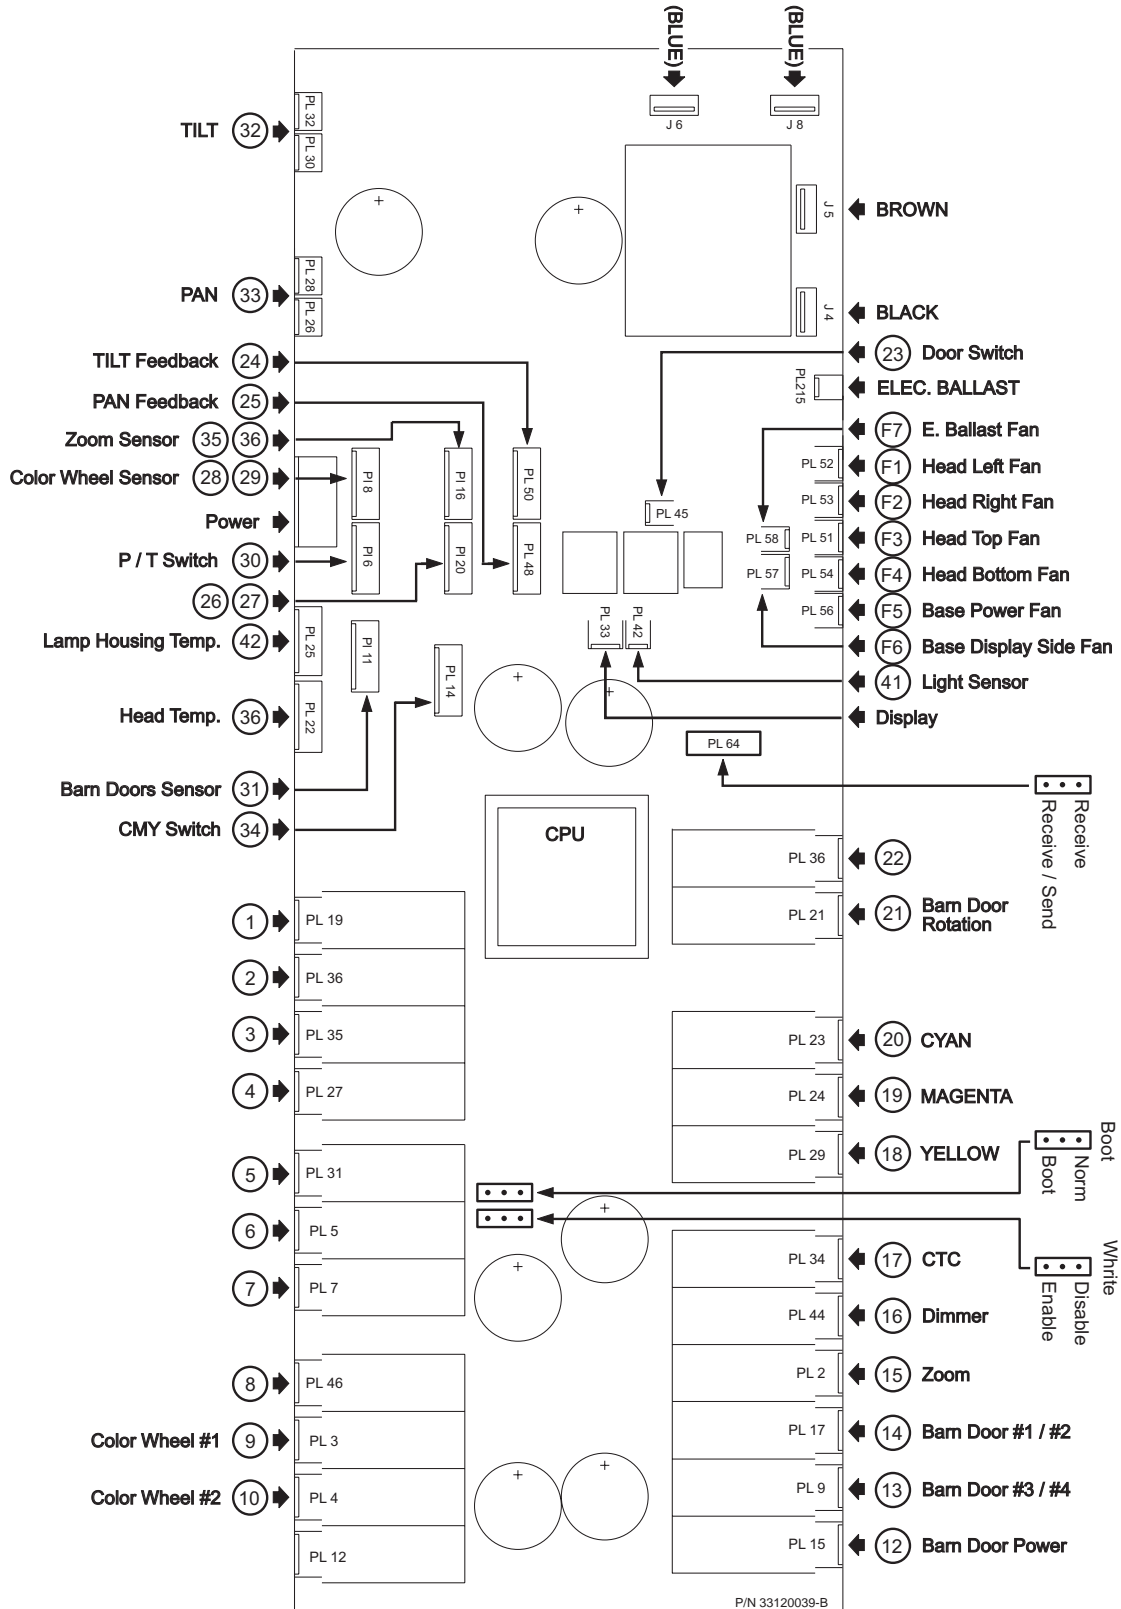 (BLUE)
(BLUE)
J 6
J 8
TILT 32
PL 32
PL 30
J 5
BROWN
PAN 33
PL 28
PL 26
J 4
BLACK
TILT Feedback 24
23 Door Switch
PAN Feedback 25
PL215
ELEC. BALLAST
Zoom Sensor 35 36
F7 E. Ballast Fan
Color Wheel Sensor 28 29
PI 8
PI 16
PL 50
PL 52
F1 Head Left Fan
PL 45
PL 53
F2 Head Right Fan
Power
PL 58
PL 51
F3 Head Top Fan
P / T Switch 30
PI 6
PI 20
PL 48
PL 57
PL 54
F4 Head Bottom Fan
26 27
PL 56
F5 Base Power Fan
Lamp Housing Temp. 42
PL 25
PI 11
PL 33
PL 42
F6 Base Display Side Fan
PL 14
41 Light Sensor
Head Temp. 36
PL 22
Display
PL 64
Barn Doors Sensor 31
Receive
Receive / Send
CMY Switch 34
CPU
PL 36
22
1
PL 19
PL 21
21 Barn Door
Rotation
2
PL 36
3
PL 35
PL 23
20 CYAN
4
PL 27
PL 24
19 MAGENTA
5
PL 31
PL 29
18 YELLOW
Boot
Norm
Boot
6
PL 5
PL 34
17 CTC
Whrite
Disable
Enable
7
PL 7
PL 44
16 Dimmer
8
PL 46
PL 2
15 Zoom
Color Wheel #1 9
PL 3
PL 17
14 Barn Door #1 / #2
Color Wheel #2 10
PL 4
PL 9
13 Barn Door #3 / #4
PL 12
PL 15
12 Barn Door Power
P/N 33120039-B